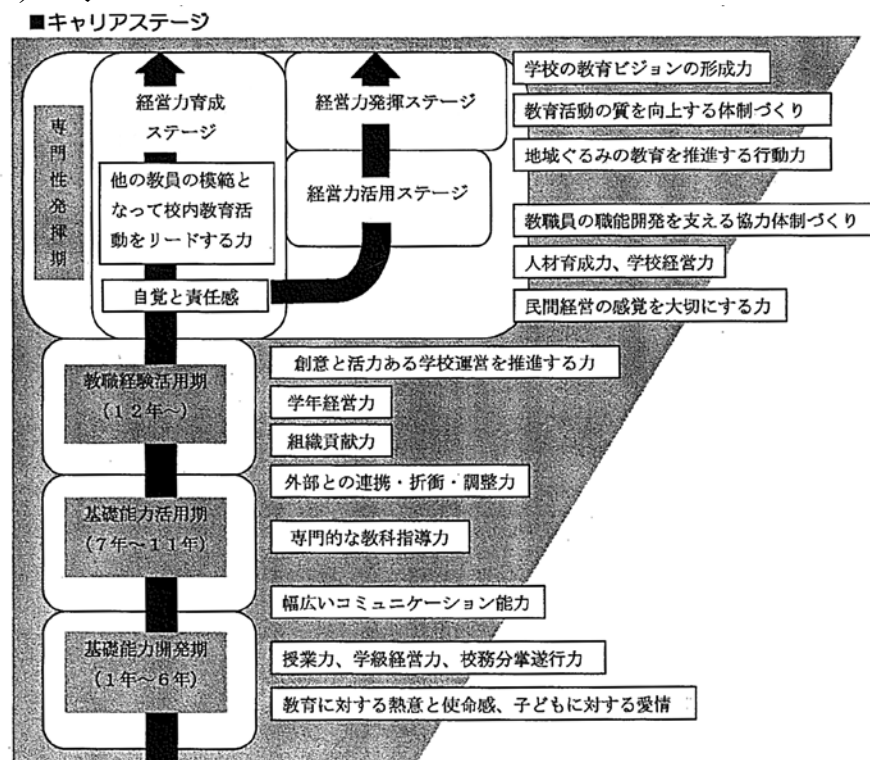 ■キャリアステージ
専門性発揮期
経営力育成
ステージ
他の教員の模範と
なって校内教育活
動をリードする力
自覚と責任感
経営力発揮ステージ
経営力活用ステージ
学校の教育ビジョンの形成力
教育活動の質を向上する体制づくり
地域ぐるみの教育を推進する行動力
教職員の職能開発を支える協力体制づくり
人材育成力、学校経営力
民間経営の感覚を大切にする力
教職経験活用期
(12年~)
創意と活力ある学校運営を推進する力
学年経営力
組織貢献力
外部との連携・折衝・調整力
基礎能力活用期
(7年~11年)
専門的な教科指導力
幅広いコミュニケーション能力
基礎能力開発期
(1年~6年)
授業力、学級経営力、校務分掌遂行力
教育に対する熱意と使命感、子どもに対する愛情